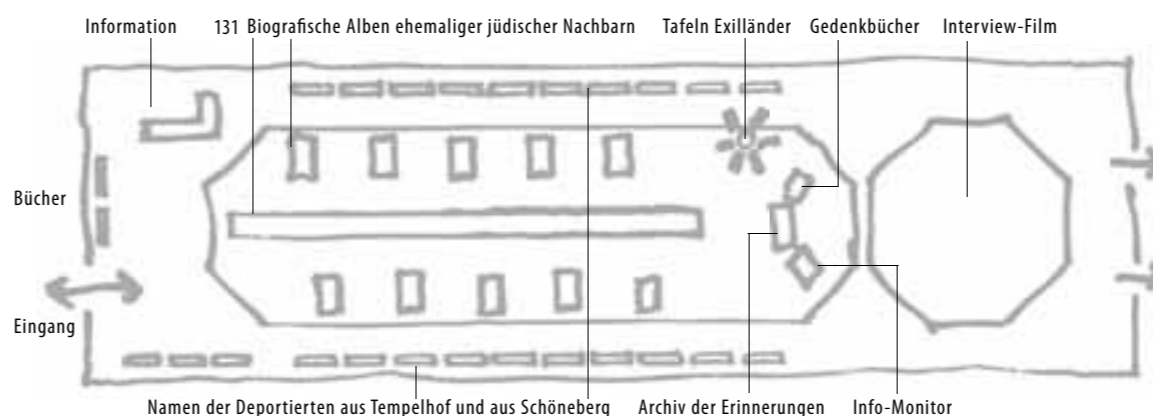 Information
131 Biografische Alben ehemaliger jüdischer Nachbarn
Tafeln Exilländer
Gedenkbücher
Interview-Film
Bücher
Eingang
Namen der Deportierten aus Tempelhof und aus Schöneberg
Archiv der Erinnerungen
Info-Monitor